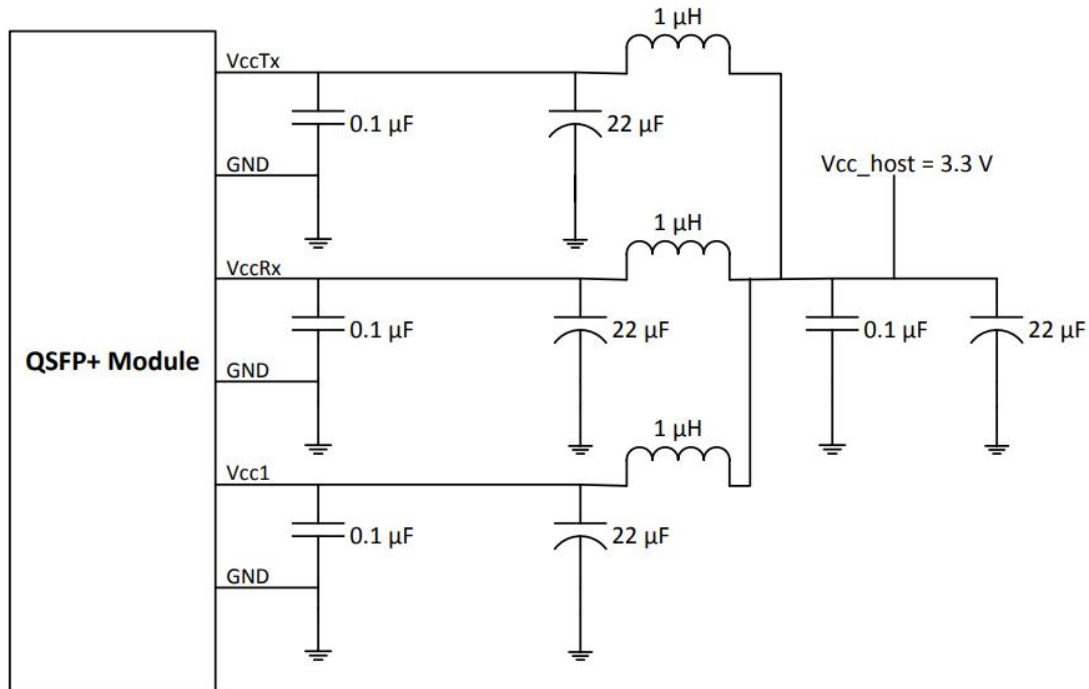 1 µH
VccTx
0.1 µF
22 µF
GND
Vcc_host = 3.3 V
1 µH
VccRx
0.1 µF
22 µF
0.1 µF
22 µF
QSFP+ Module
GND
1 µH
Vcc1
0.1 µF
22 µF
GND